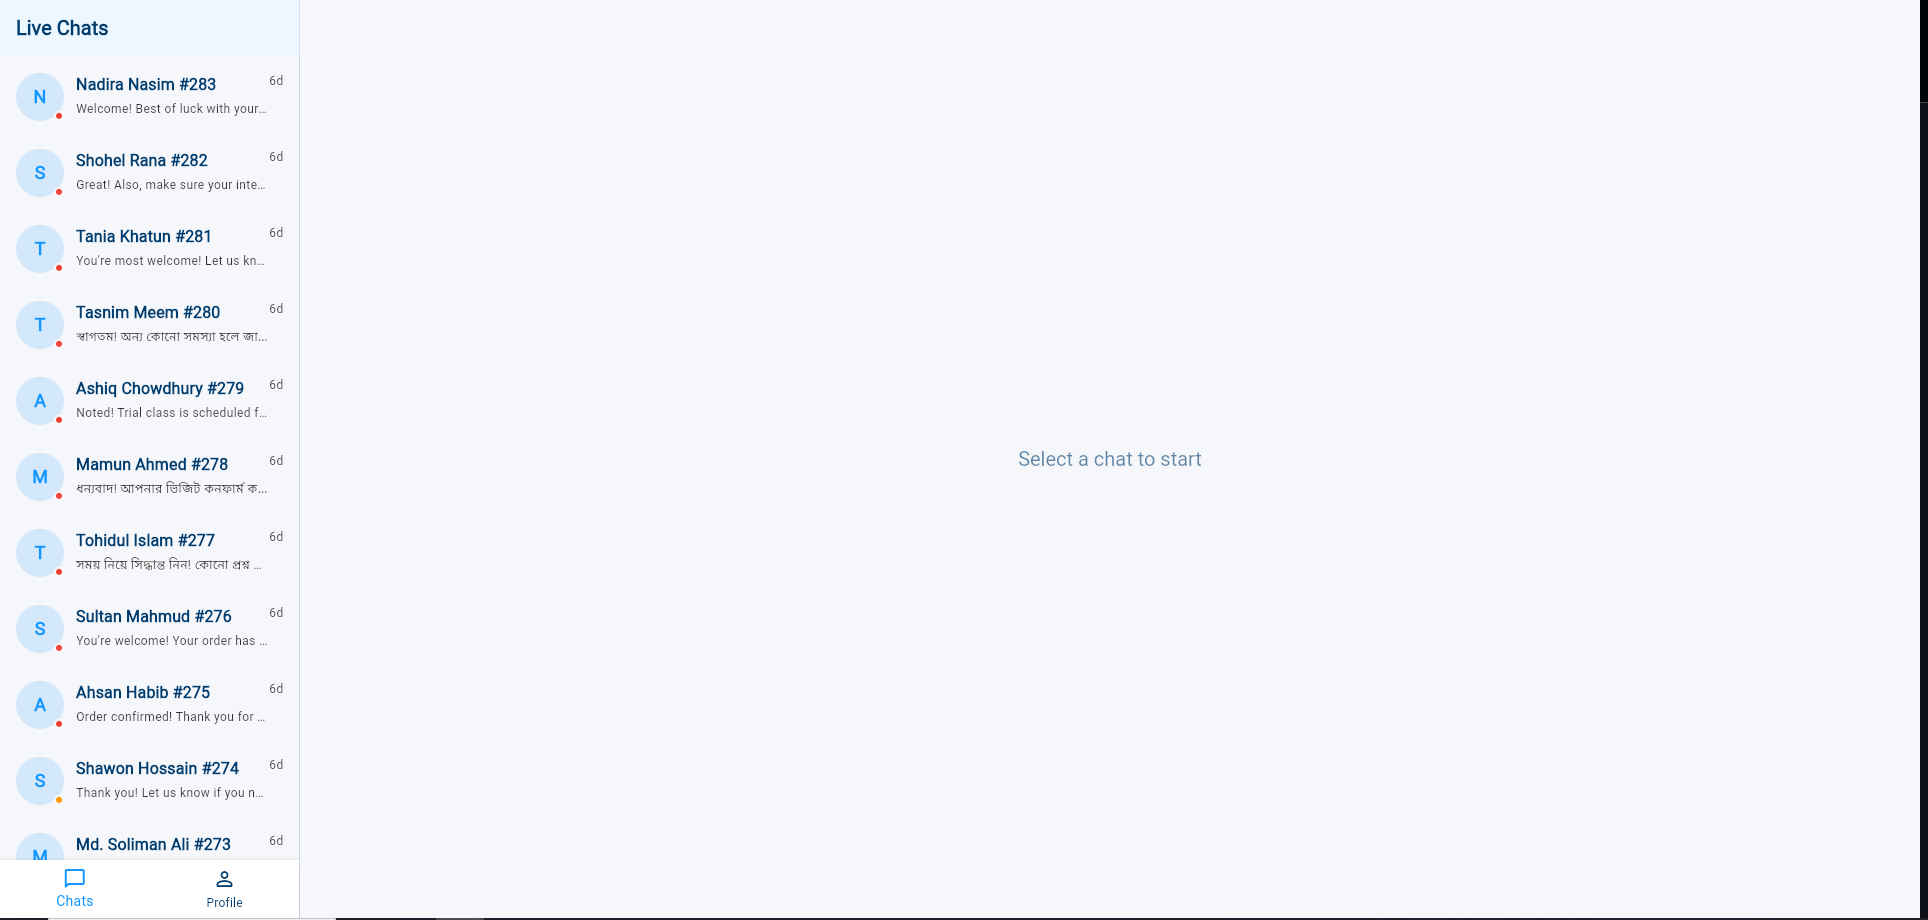 Live Chats
N
Nadira Nasim #283
6d
Welcome! Best of luck with your...
S
Shohel Rana #282
6d
Great! Also, make sure your inte...
T
Tania Khatun #281
6d
You're most welcome! Let us kn...
T
Tasnim Meem #280
6d
স্বাগতম! অন্য কোনো সমস্যা হলে জা...
A
Ashiq Chowdhury #279
6d
Noted! Trial class is scheduled f...
M
Mamun Ahmed #278
6d
ধন্যবাদ! আপনার ভিজিট কনফার্ম ক...
T
Tohidul Islam #277
6d
সময় নিয়ে সিদ্ধান্ত নিন! কোনো প্রশ্ন ...
S
Sultan Mahmud #276
6d
You're welcome! Your order has ...
A
Ahsan Habib #275
6d
Order confirmed! Thank you for ...
S
Shawon Hossain #274
6d
Thank you! Let us know if you n...
M
Md. Soliman Ali #273
6d
Chats
Profile
Select a chat to start